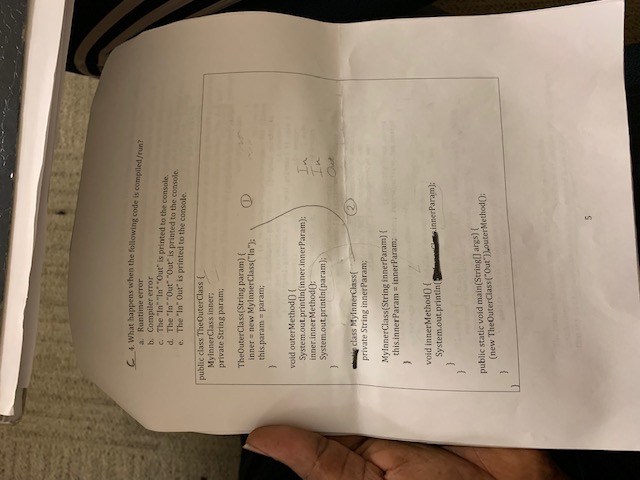 C 4. What happens when the following code is compiled/run?
a. Runtime error
b. Compiler error
c. The "In" "In" "Out" is printed to the console.
d. The "In" "Out" "Out" is printed to the console.
e. The "In" Out" is printed to the console.
public class TheOuterClass {
MyInnerClass inner;
private String param;
TheOuterClass(String param) {
inner = new MyInnerClass("In");
this.param = param;
}
1
void outerMethod() {
System.out.println(inner.innerParam);
inner.innerMethod();
System.out.println(param);
}
In
In
Out
class MyInnerClass{
2
private String innerParam;
MyInnerClass(String innerParam) {
this.innerParam = innerParam;
}
void innerMethod() {
System.out.println( innerParam);
}
}
public static void main(String[] args) {
(new TheOuterClass("Out")).outerMethod();
}
}
5